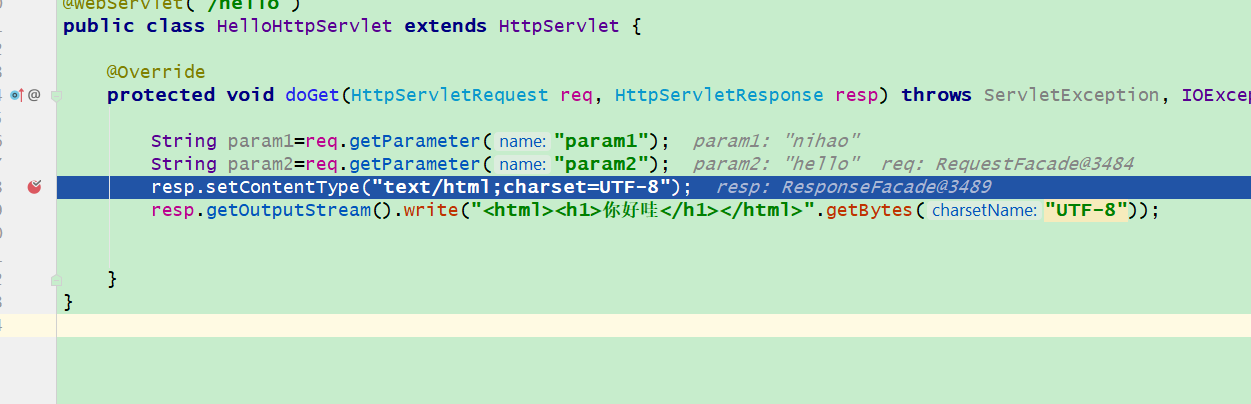 @WebServlet("/hello")
public class HelloHttpServlet extends HttpServlet {
@Override
@ protected void doGet(HttpServletRequest req, HttpServletResponse resp) throws ServletException, IOExcep
String param1=req.getParameter( name: "param1"); param1: "nihao"
String param2=req.getParameter( name: "param2"); param2: "hello" req: RequestFacade@3484
resp.setContentType("text/html;charset=UTF-8"); resp: ResponseFacade@3489
resp.getOutputStream().write("<html><h1>你好哇</h1></html>".getBytes( charsetName: "UTF-8"));
}
}